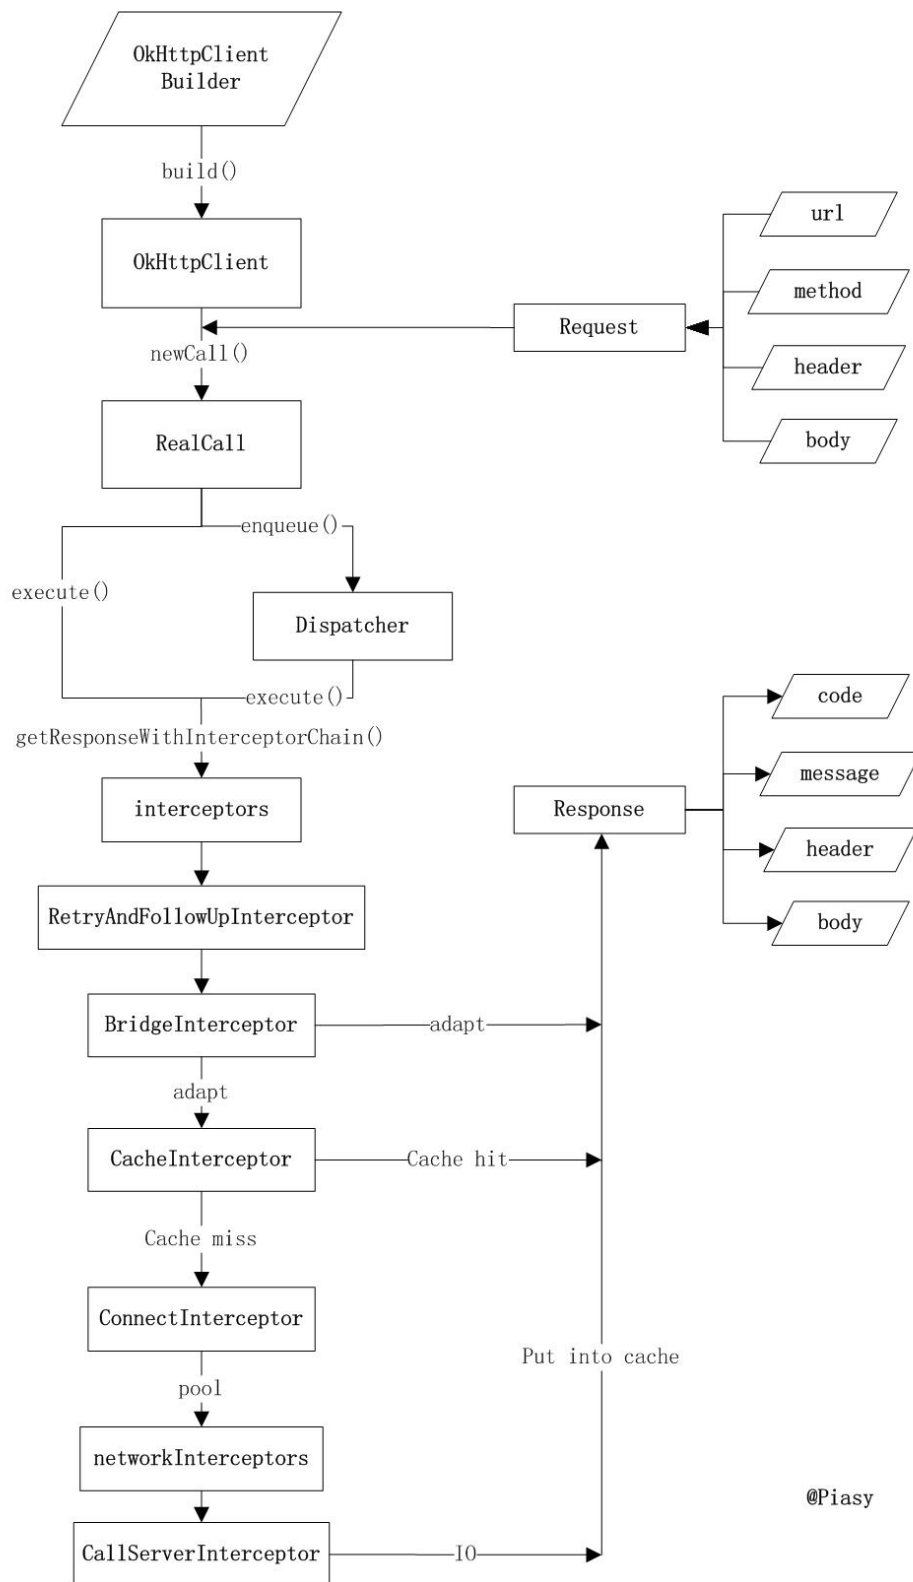 OkHttpClient
Builder
build()
OkHttpClient
url
method
Request
newCall()
header
RealCall
body
enqueue()
execute()
Dispatcher
execute()
getResponseWithInterceptorChain()
code
message
interceptors
Response
header
RetryAndFollowUpInterceptor
body
BridgeInterceptor
adapt
adapt
CacheInterceptor
Cache hit
Cache miss
ConnectInterceptor
Put into cache
pool
networkInterceptors
@Piasy
CallServerInterceptor
IO